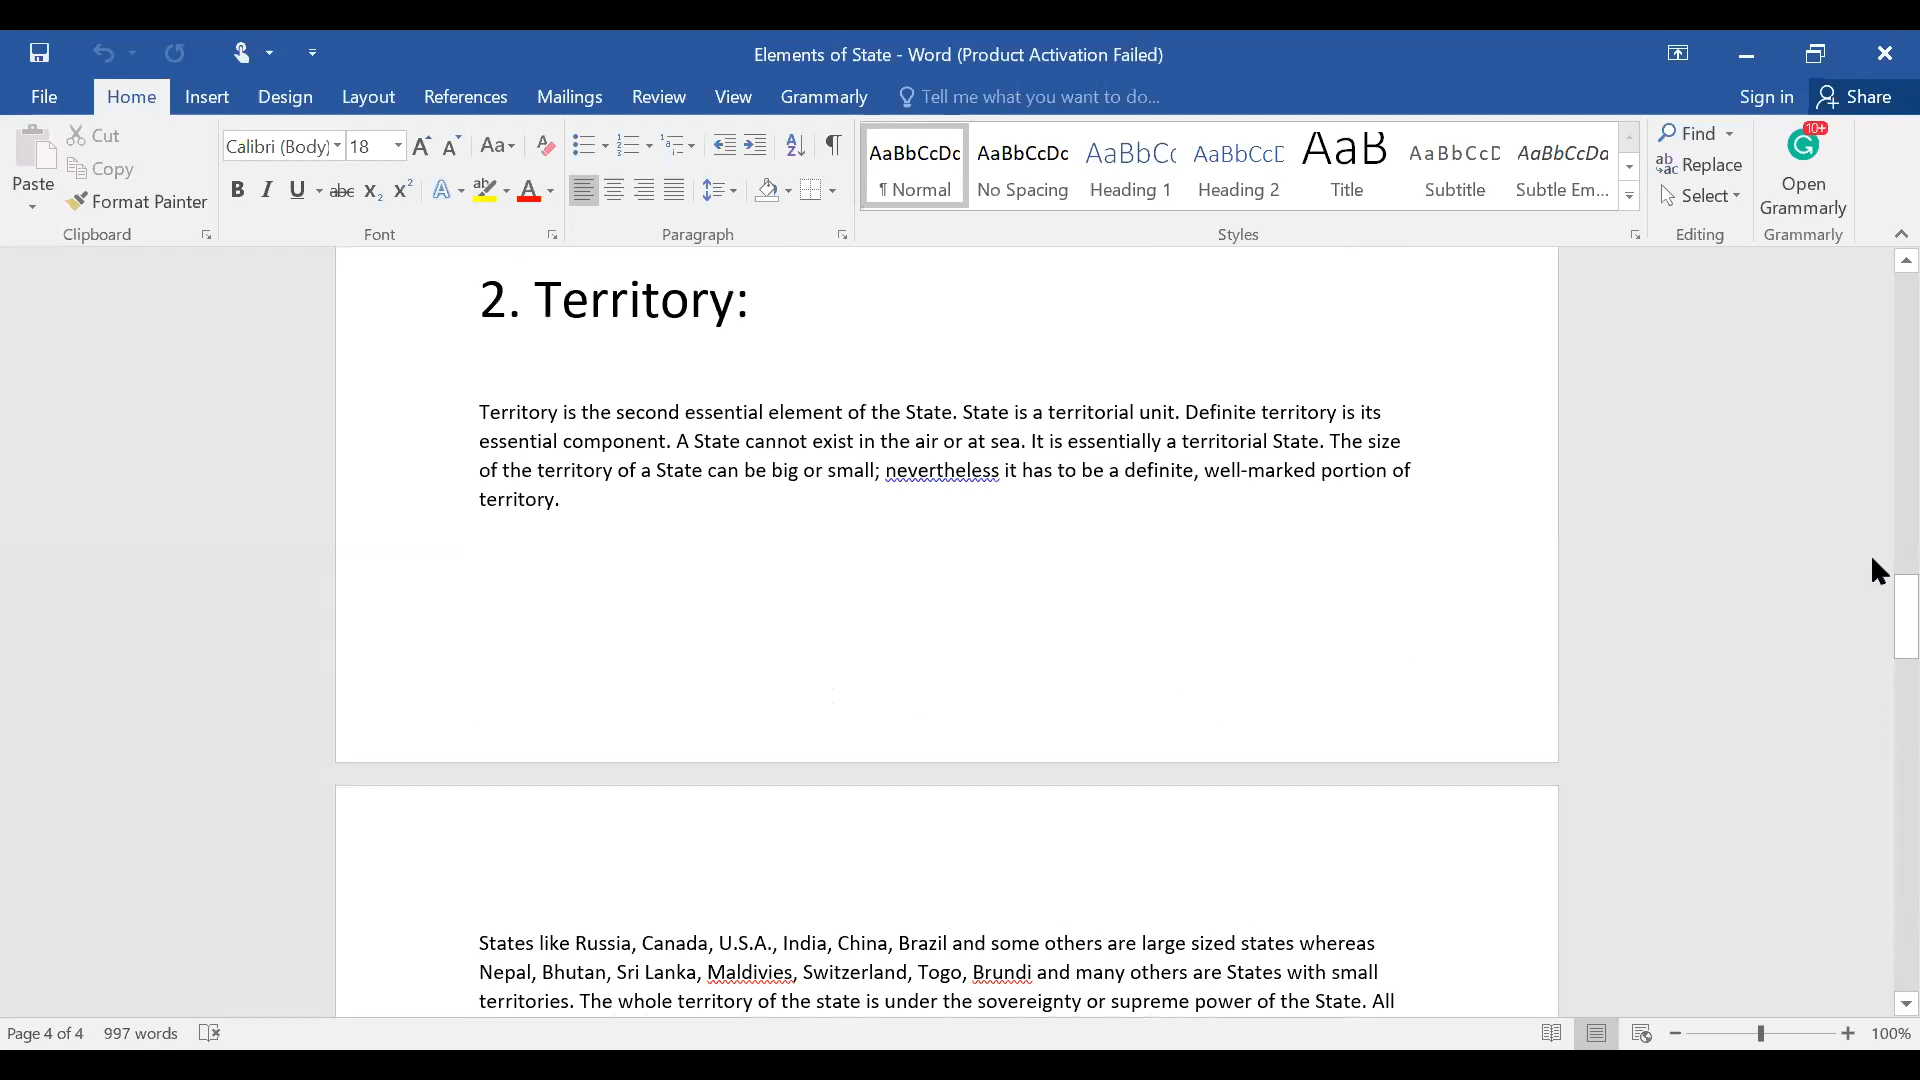 Elements of State - Word (Product Activation Failed)
File Home Insert Design Layout References Mailings Review View Grammarly Tell me what you want to do... Sign in Share
Paste
Cut
Copy
Format Painter
Clipboard
Calibri (Body) 18
Font
Paragraph
AaBbCcDc AaBbCcDc AaBbCc AaBbCcD AaB AaBbCcD AaBbCcDd
¶ Normal No Spacing Heading 1 Heading 2 Title Subtitle Subtle Em...
Styles
Find
Replace
Select
Editing
10+
Open
Grammarly
Grammarly
2. Territory:
Territory is the second essential element of the State. State is a territorial unit. Definite territory is its
essential component. A State cannot exist in the air or at sea. It is essentially a territorial State. The size
of the territory of a State can be big or small; nevertheless it has to be a definite, well-marked portion of
territory.
States like Russia, Canada, U.S.A., India, China, Brazil and some others are large sized states whereas
Nepal, Bhutan, Sri Lanka, Maldivies, Switzerland, Togo, Brundi and many others are States with small
territories. The whole territory of the state is under the sovereignty or supreme power of the State. All
Page 4 of 4 997 words 100%